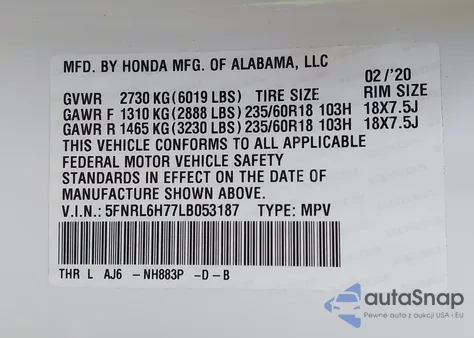 MFD. BY HONDA MFG. OF ALABAMA, LLC
02/'20
GVWR 2730 KG(6019 LBS) TIRE SIZE RIM SIZE
GAWR F 1310 KG(2888 LBS) 235/60R18 103H 18X7.5J
GAWR R 1465 KG(3230 LBS) 235/60R18 103H 18X7.5J
THIS VEHICLE CONFORMS TO ALL APPLICABLE
FEDERAL MOTOR VEHICLE SAFETY
STANDARDS IN EFFECT ON THE DATE OF
MANUFACTURE SHOWN ABOVE.
V.I.N.: 5FNRL6H77LB053187 TYPE: MPV
THR L AJ6 -NH883P -D-B
autoSnap
Pewne auta z aukcji USA i EU